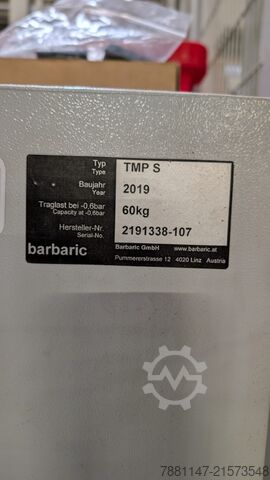 Typ
Type
TMP S
Baujahr
Year
2019
Traglast bei -0.6bar
Capacity at -0.6bar
60kg
Hersteller-Nr.
Serial-No.
2191338-107
barbaric
Barbaric GmbH www.barbaric.at
Pummererstrasse 12 4020 Linz Austria
7881147-21573548